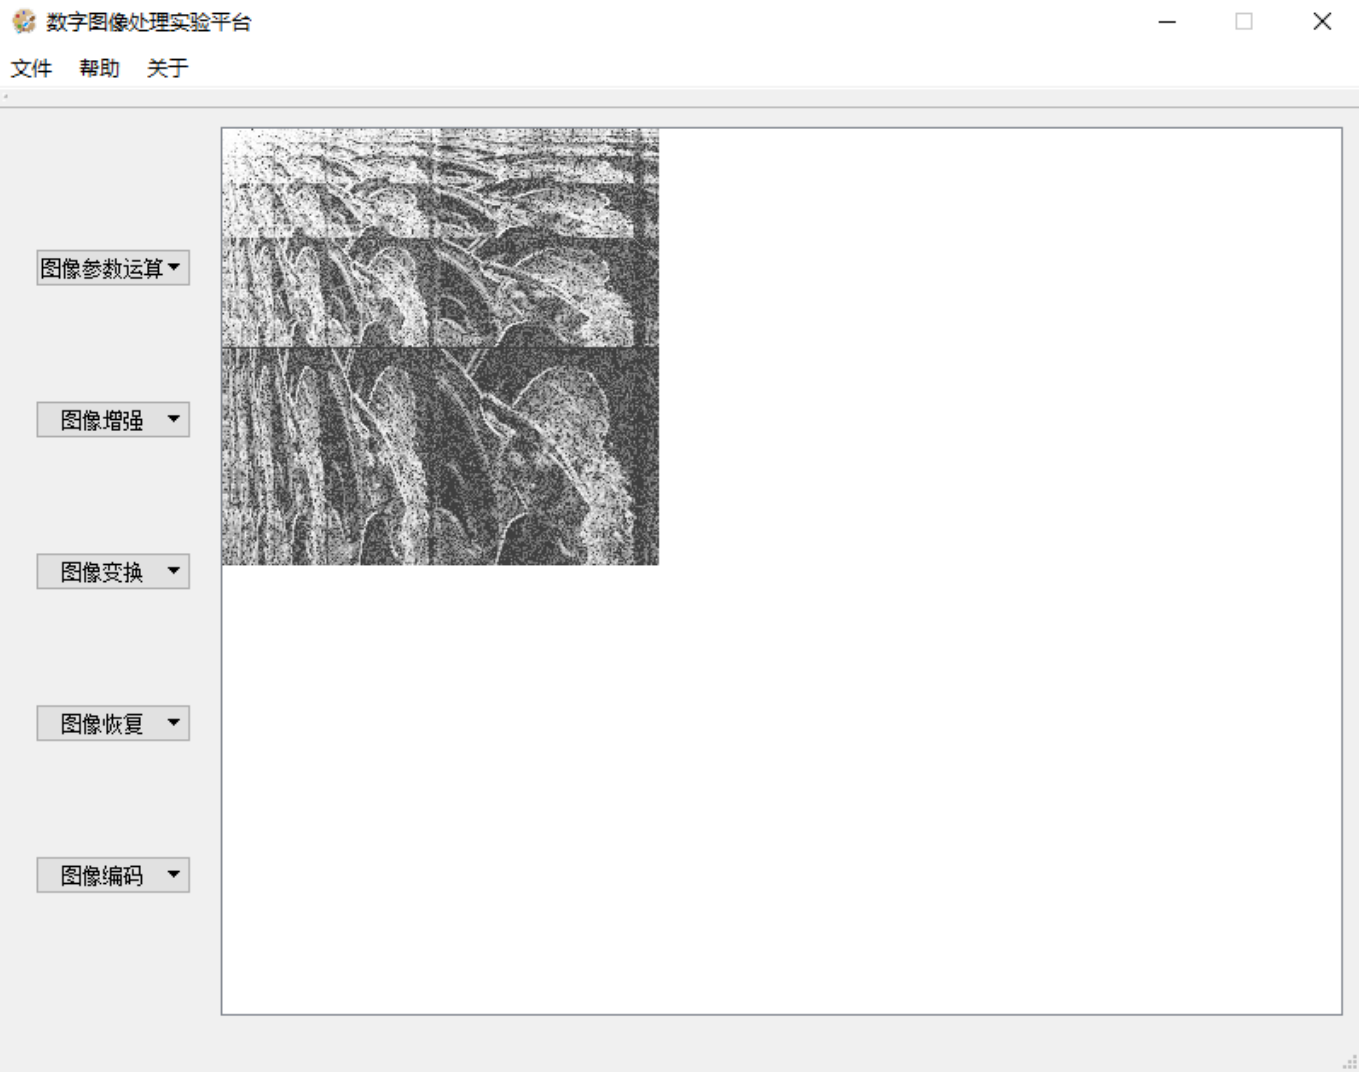 数字图像处理实验平台
文件 帮助 关于
图像参数运算
图像增强
图像变换
图像恢复
图像编码